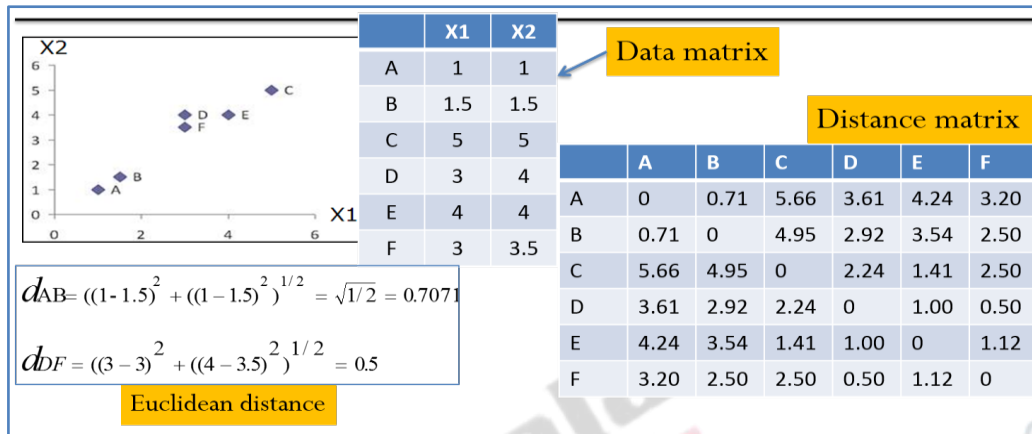 X2
6
5
4
3
2
1
0
0 2 4 6
X1
A
B
C
D
E
F
X1 X2
A 1 1
B 1.5 1.5
C 5 5
D 3 4
E 4 4
F 3 3.5
Data matrix
Distance matrix
A B C D E F
A 0 0.71 5.66 3.61 4.24 3.20
B 0.71 0 4.95 2.92 3.54 2.50
C 5.66 4.95 0 2.24 1.41 2.50
D 3.61 2.92 2.24 0 1.00 0.50
E 4.24 3.54 1.41 1.00 0 1.12
F 3.20 2.50 2.50 0.50 1.12 0
dAB= ((1- 1.5)² + ((1 – 1.5)²)^1/2 = √1/2 = 0.7071
dDF = ((3 – 3)² + ((4 – 3.5)²)^1/2 = 0.5
Euclidean distance